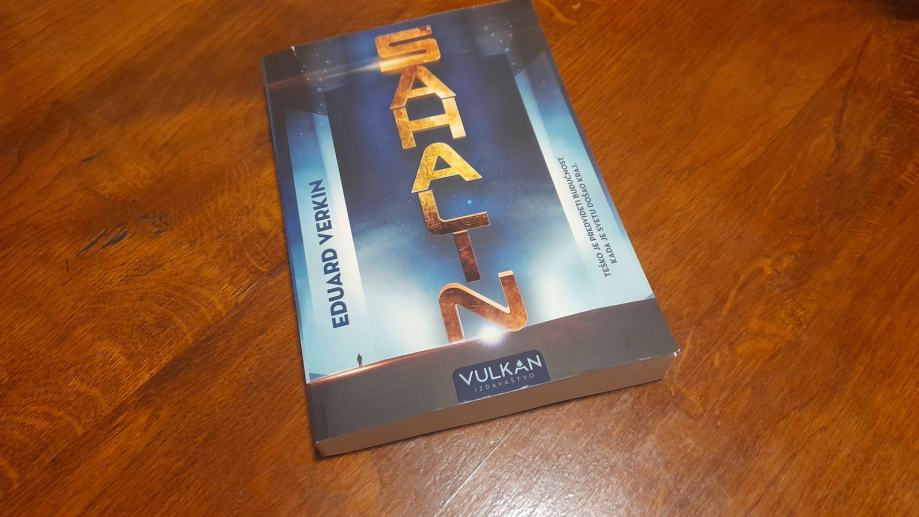 SAHALIN
EDUARD VERKIN
TEŠKO JE PREDVIDETI BUDUĆNOST
KADA JE SVETU DOŠAO KRAJ.
VULKAN
IZDAVAŠTVO